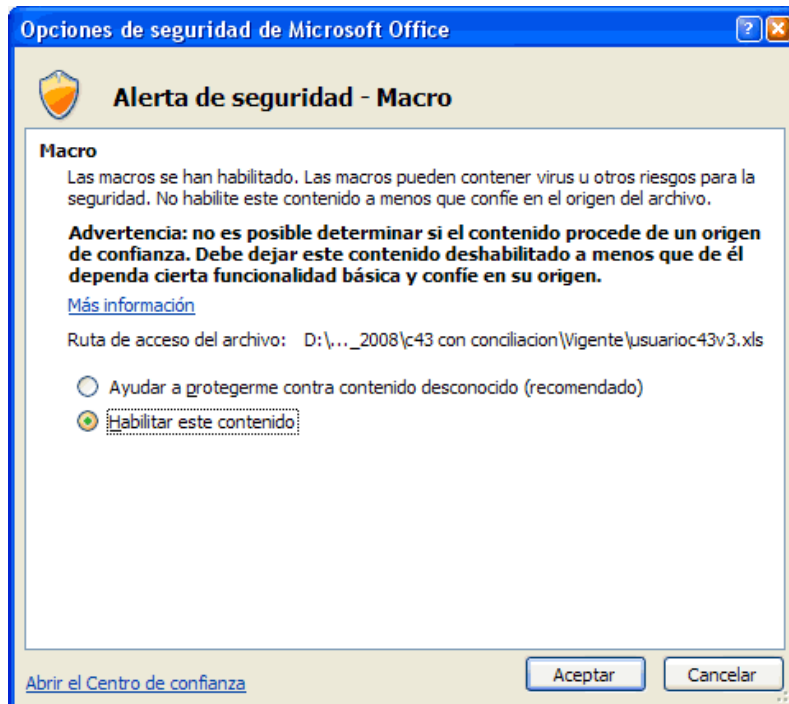 Opciones de seguridad de Microsoft Office
Alerta de seguridad - Macro
Macro
Las macros se han habilitado. Las macros pueden contener virus u otros riesgos para la
seguridad. No habilite este contenido a menos que confíe en el origen del archivo.
Advertencia: no es posible determinar si el contenido procede de un origen
de confianza. Debe dejar este contenido deshabilitado a menos que de él
dependa cierta funcionalidad básica y confíe en su origen.
Más información
Ruta de acceso del archivo: D:\..._2008\c43 con conciliacion\Vigente\usuarioc43v3.xls
Ayudar a protegerme contra contenido desconocido (recomendado)
Habilitar este contenido
Abrir el Centro de confianza
Aceptar
Cancelar